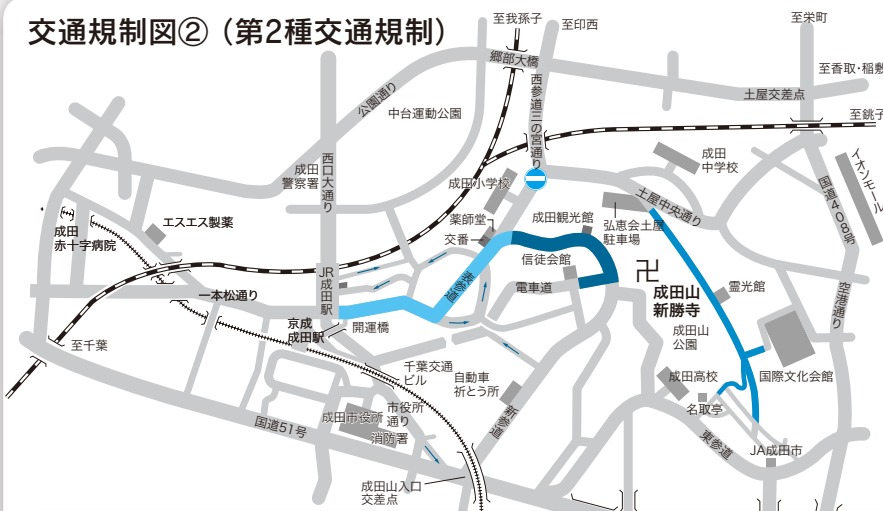 交通規制図②（第2種交通規制）
至我孫子
至印西
至栄町
郷部大橋
至香取・稲敷
公園通り
土屋交差点
中台運動公園
西参道三の宮通り
至銚子
イオンモール
西口大通り
成田
警察署
成田小学校
成田
中学校
国道408号
土屋中央通り
薬師堂
成田観光館
弘恵会土屋
駐車場
交番
エスエス製薬
成田
赤十字病院
信徒会館
卍
電車道
成田山
新勝寺
霊光館
表参道
JR
成田駅
一本松通り
空港通り
京成
成田駅
開運橋
成田山
公園
至千葉
千葉交通
ビル
自動車
祈とう所
成田高校
国際文化会館
市役所
通り
成田市役所
新参道
名取亭
国道51号
消防署
東参道
JA成田市
成田山入口
交差点